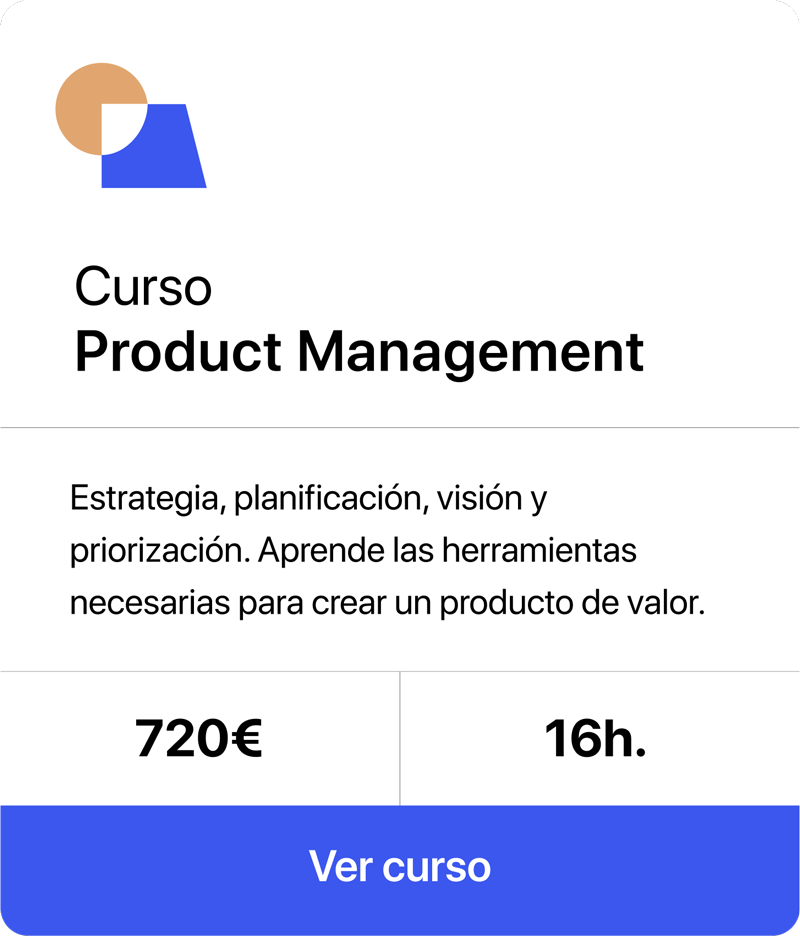 Curso
Product Management
Estrategia, planificación, visión y
priorización. Aprende las herramientas
necesarias para crear un producto de valor.
720€
16h.
Ver curso